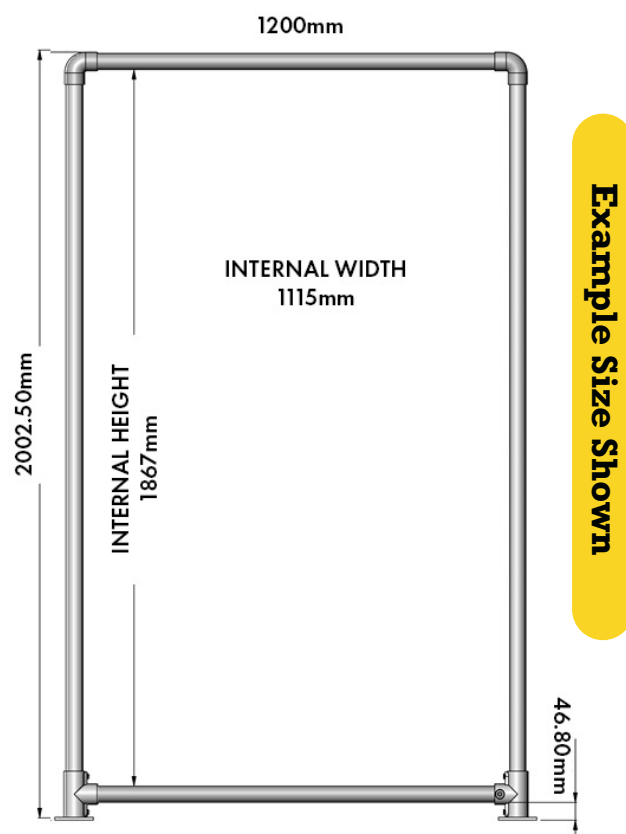 1200mm
INTERNAL WIDTH
1115mm
2002.50mm
INTERNAL HEIGHT
1867mm
Example Size Shown
46.80mm